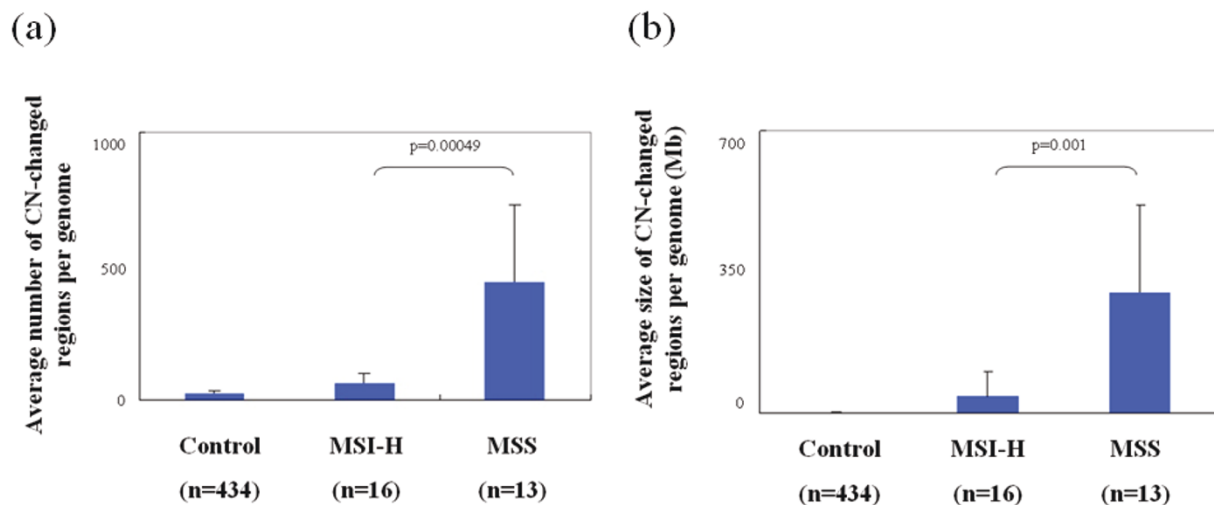 (a)
Average number of CN-changed
regions per genome
1000
500
0
p=0.00049
Control
MSI-H
MSS
(n=434)
(n=16)
(n=13)
(b)
Average size of CN-changed
regions per genome (Mb)
700
350
0
p=0.001
Control
MSI-H
MSS
(n=434)
(n=16)
(n=13)